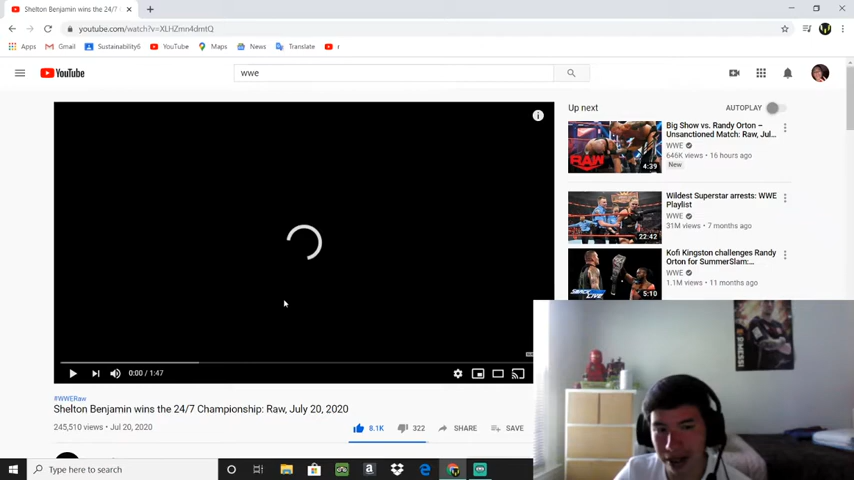 Shelton Benjamin wins the 24/7
youtube.com/watch?v=XLHZmn4dmtQ
Apps Gmail Sustainability6 YouTube Maps News Translate r
YouTube
wwe
Up next
AUTOPLAY
Big Show vs. Randy Orton –
Unsanctioned Match: Raw, Jul...
WWE
646K views • 16 hours ago
New
RAW
4:39
Wildest Superstar arrests: WWE
Playlist
WWE
31M views • 7 months ago
22:42
Kofi Kingston challenges Randy
Orton for SummerSlam:...
WWE
1.1M views • 11 months ago
SMACKDOWN LIVE
5:10
0:00 / 1:47
#WWERaw
Shelton Benjamin wins the 24/7 Championship: Raw, July 20, 2020
245,510 views • Jul 20, 2020
8.1K 322 SHARE SAVE
MESSI
Type here to search